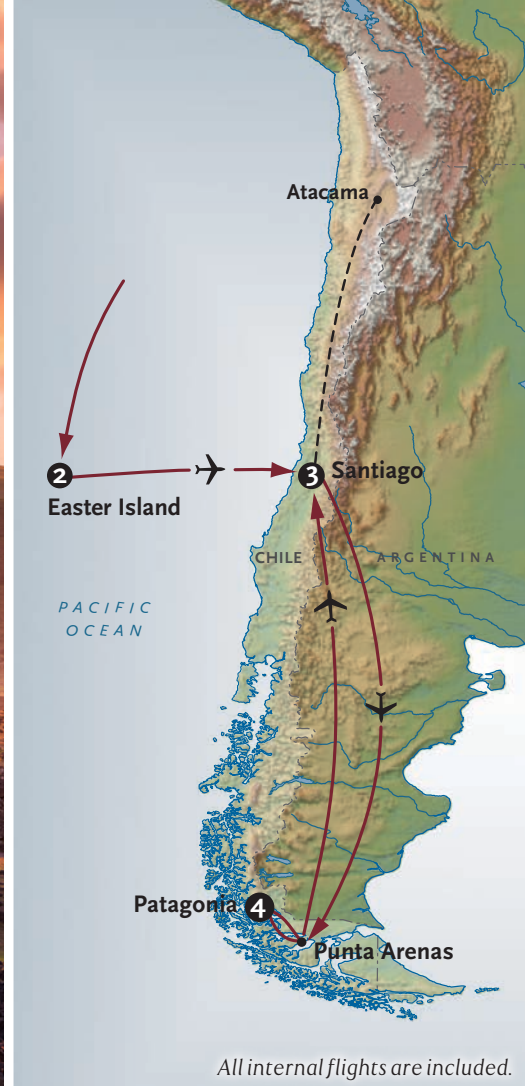 Atacama
2
3 Santiago
Easter Island
CHILE
ARGENTINA
PACIFIC
OCEAN
Patagonia 4
Punta Arenas
All internal flights are included.